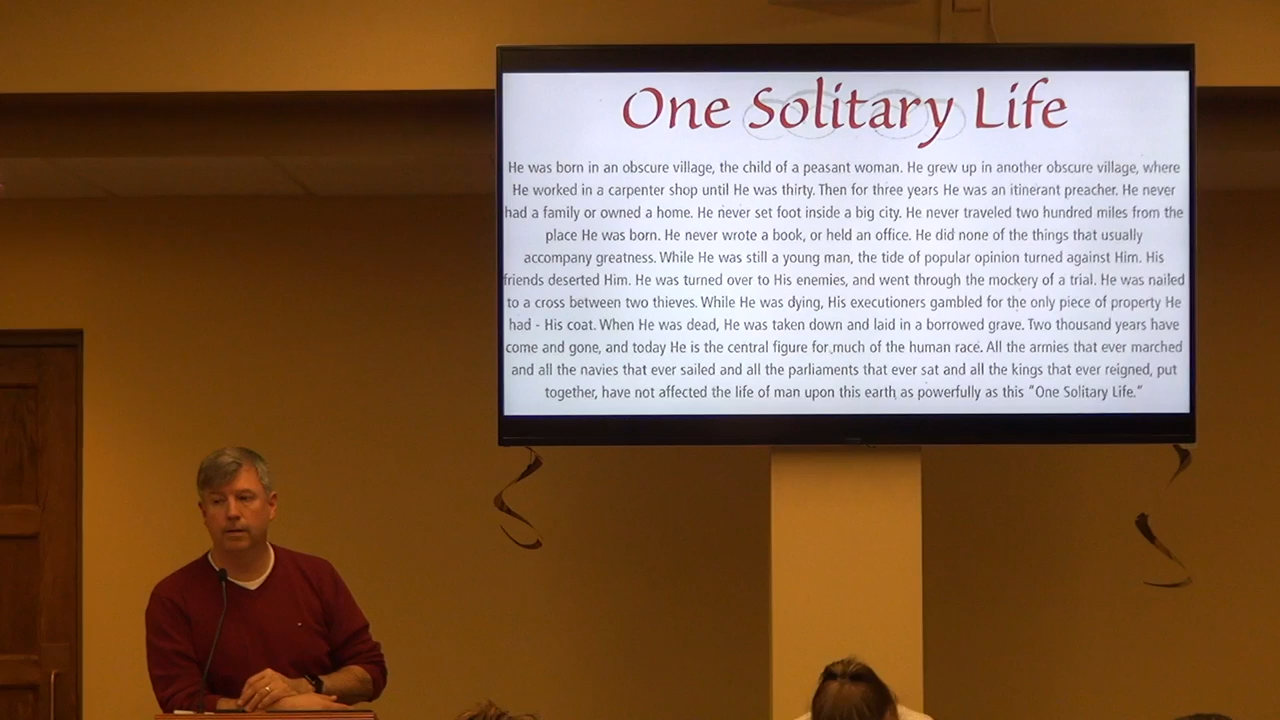 One Solitary Life
He was born in an obscure village, the child of a peasant woman. He grew up in another obscure village, where
He worked in a carpenter shop until He was thirty. Then for three years He was an itinerant preacher. He never
had a family or owned a home. He never set foot inside a big city. He never traveled two hundred miles from the
place He was born. He never wrote a book, or held an office. He did none of the things that usually
accompany greatness. While He was still a young man, the tide of popular opinion turned against Him. His
friends deserted Him. He was turned over to His enemies, and went through the mockery of a trial. He was nailed
to a cross between two thieves. While He was dying, His executioners gambled for the only piece of property He
had - His coat. When He was dead, He was taken down and laid in a borrowed grave. Two thousand years have
come and gone, and today He is the central figure for much of the human race. All the armies that ever marched
and all the navies that ever sailed and all the parliaments that ever sat and all the kings that ever reigned, put
together, have not affected the life of man upon this earth as powerfully as this "One Solitary Life."